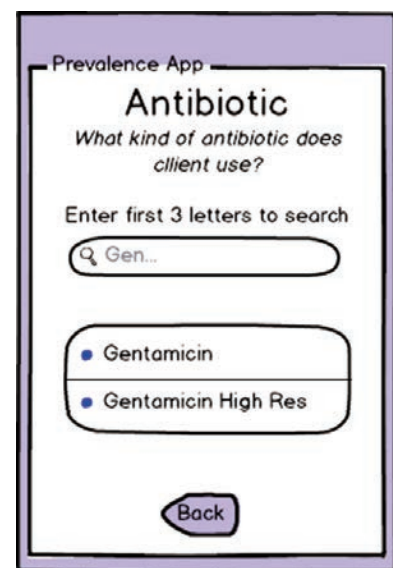 Prevalence App
Antibiotic
What kind of antibiotic does
cllient use?
Enter first 3 letters to search
Gen...
Gentamicin
Gentamicin High Res
Back